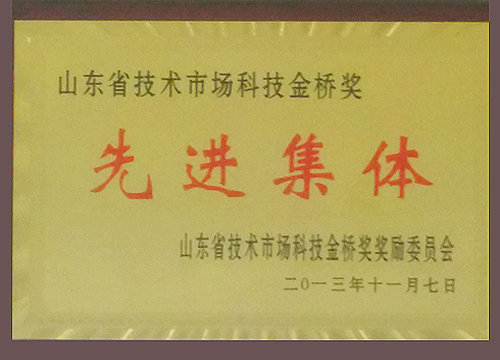 山东省技术市场科技金桥奖
先进集体
山东省技术市场科技金桥奖奖励委员会
二〇一三年十一月七日